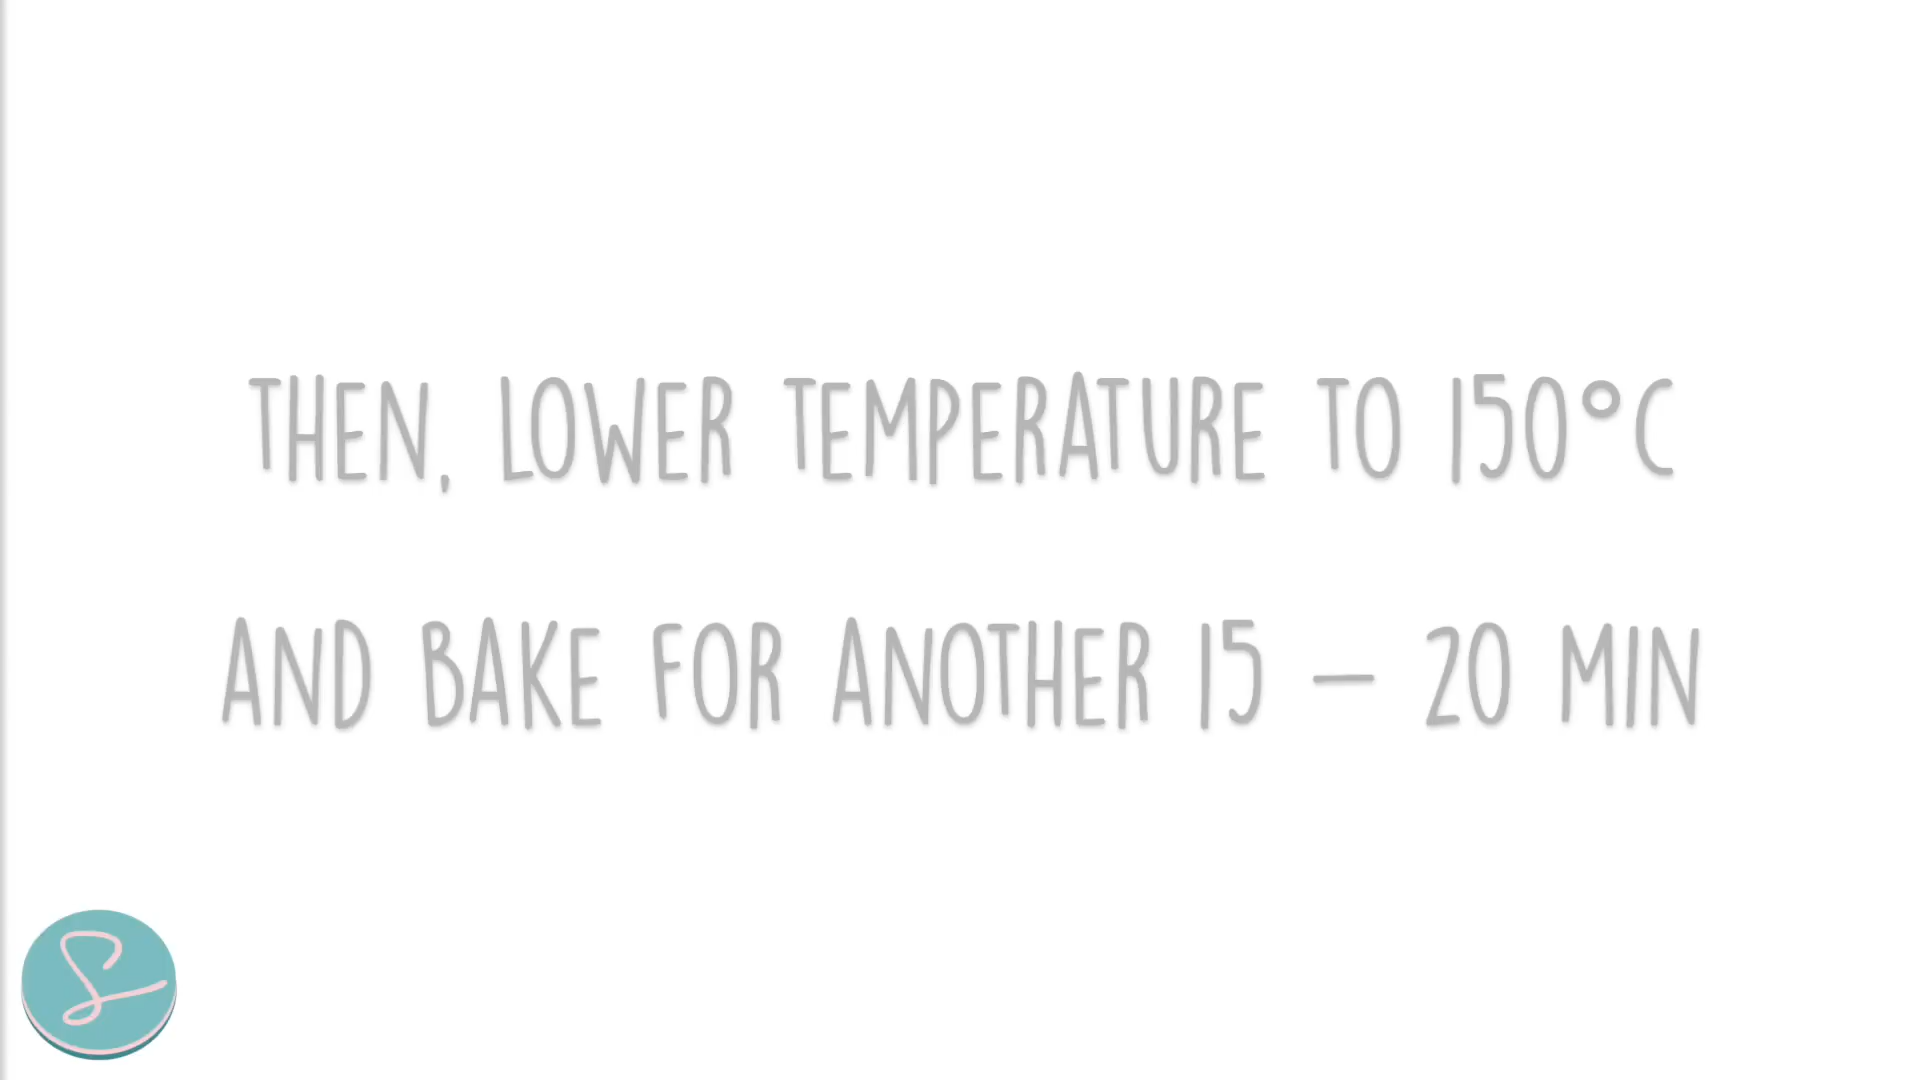 THEN, LOWER TEMPERATURE TO 150°C
AND BAKE FOR ANOTHER 15 – 20 MIN
S